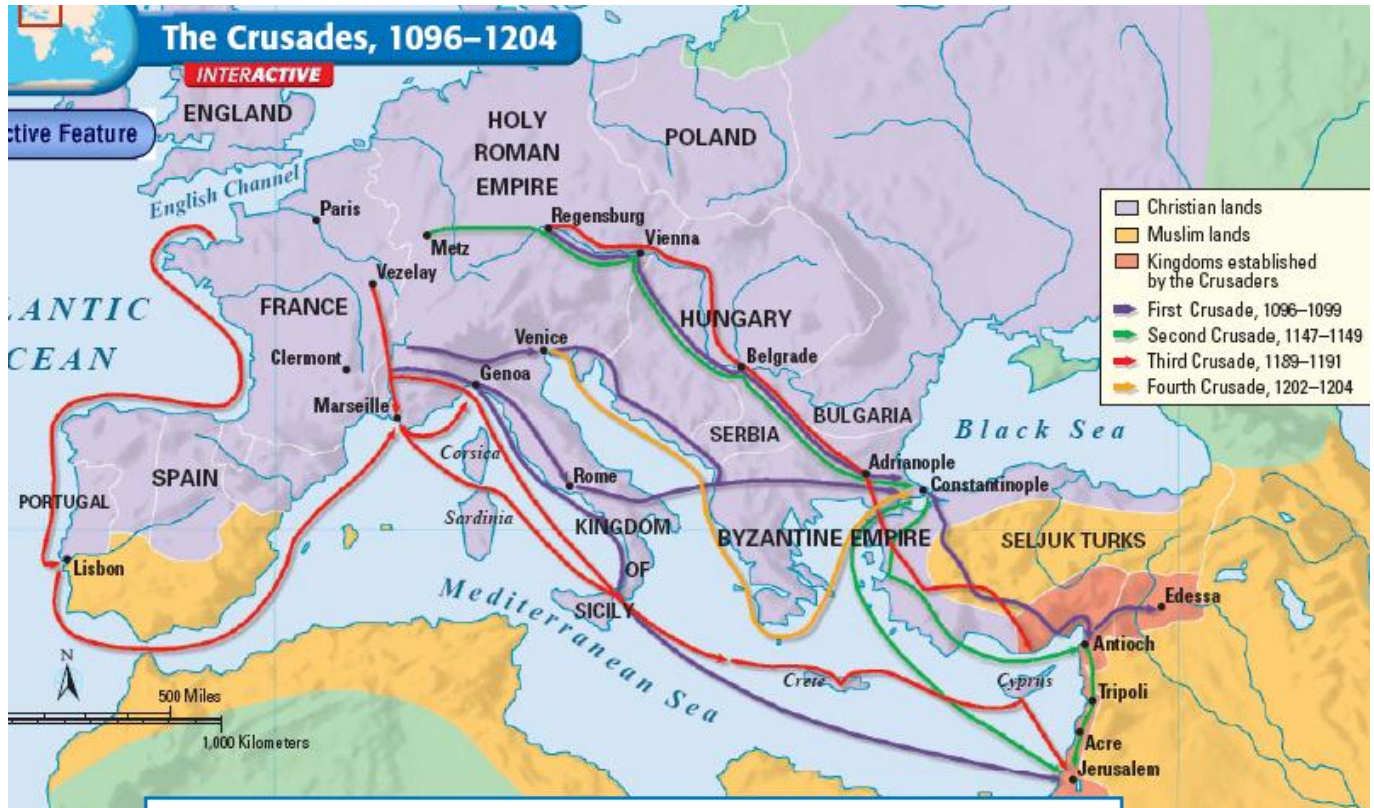 The Crusades, 1096–1204
INTERACTIVE
ctive Feature
ENGLAND
English Channel
HOLY
ROMAN
EMPIRE
POLAND
Paris
Regensburg
Vienna
Metz
Vezelay
LANTIC
CEAN
FRANCE
HUNGARY
Clermont
Venice
Genoa
Belgrade
Marseille
BULGARIA
SERBIA
Black Sea
Corsica
Adrianople
Constantinople
SPAIN
PORTUGAL
Rome
Sardinia
KINGDOM
OF
SICILY
BYZANTINE EMPIRE
SELJUK TURKS
Lisbon
Mediterranean Sea
Edessa
Antioch
Crete
Cyprus
Tripoli
Acre
Jerusalem
N
500 Miles
1,000 Kilometers
Christian lands
Muslim lands
Kingdoms established
by the Crusaders
First Crusade, 1096–1099
Second Crusade, 1147–1149
Third Crusade, 1189–1191
Fourth Crusade, 1202–1204